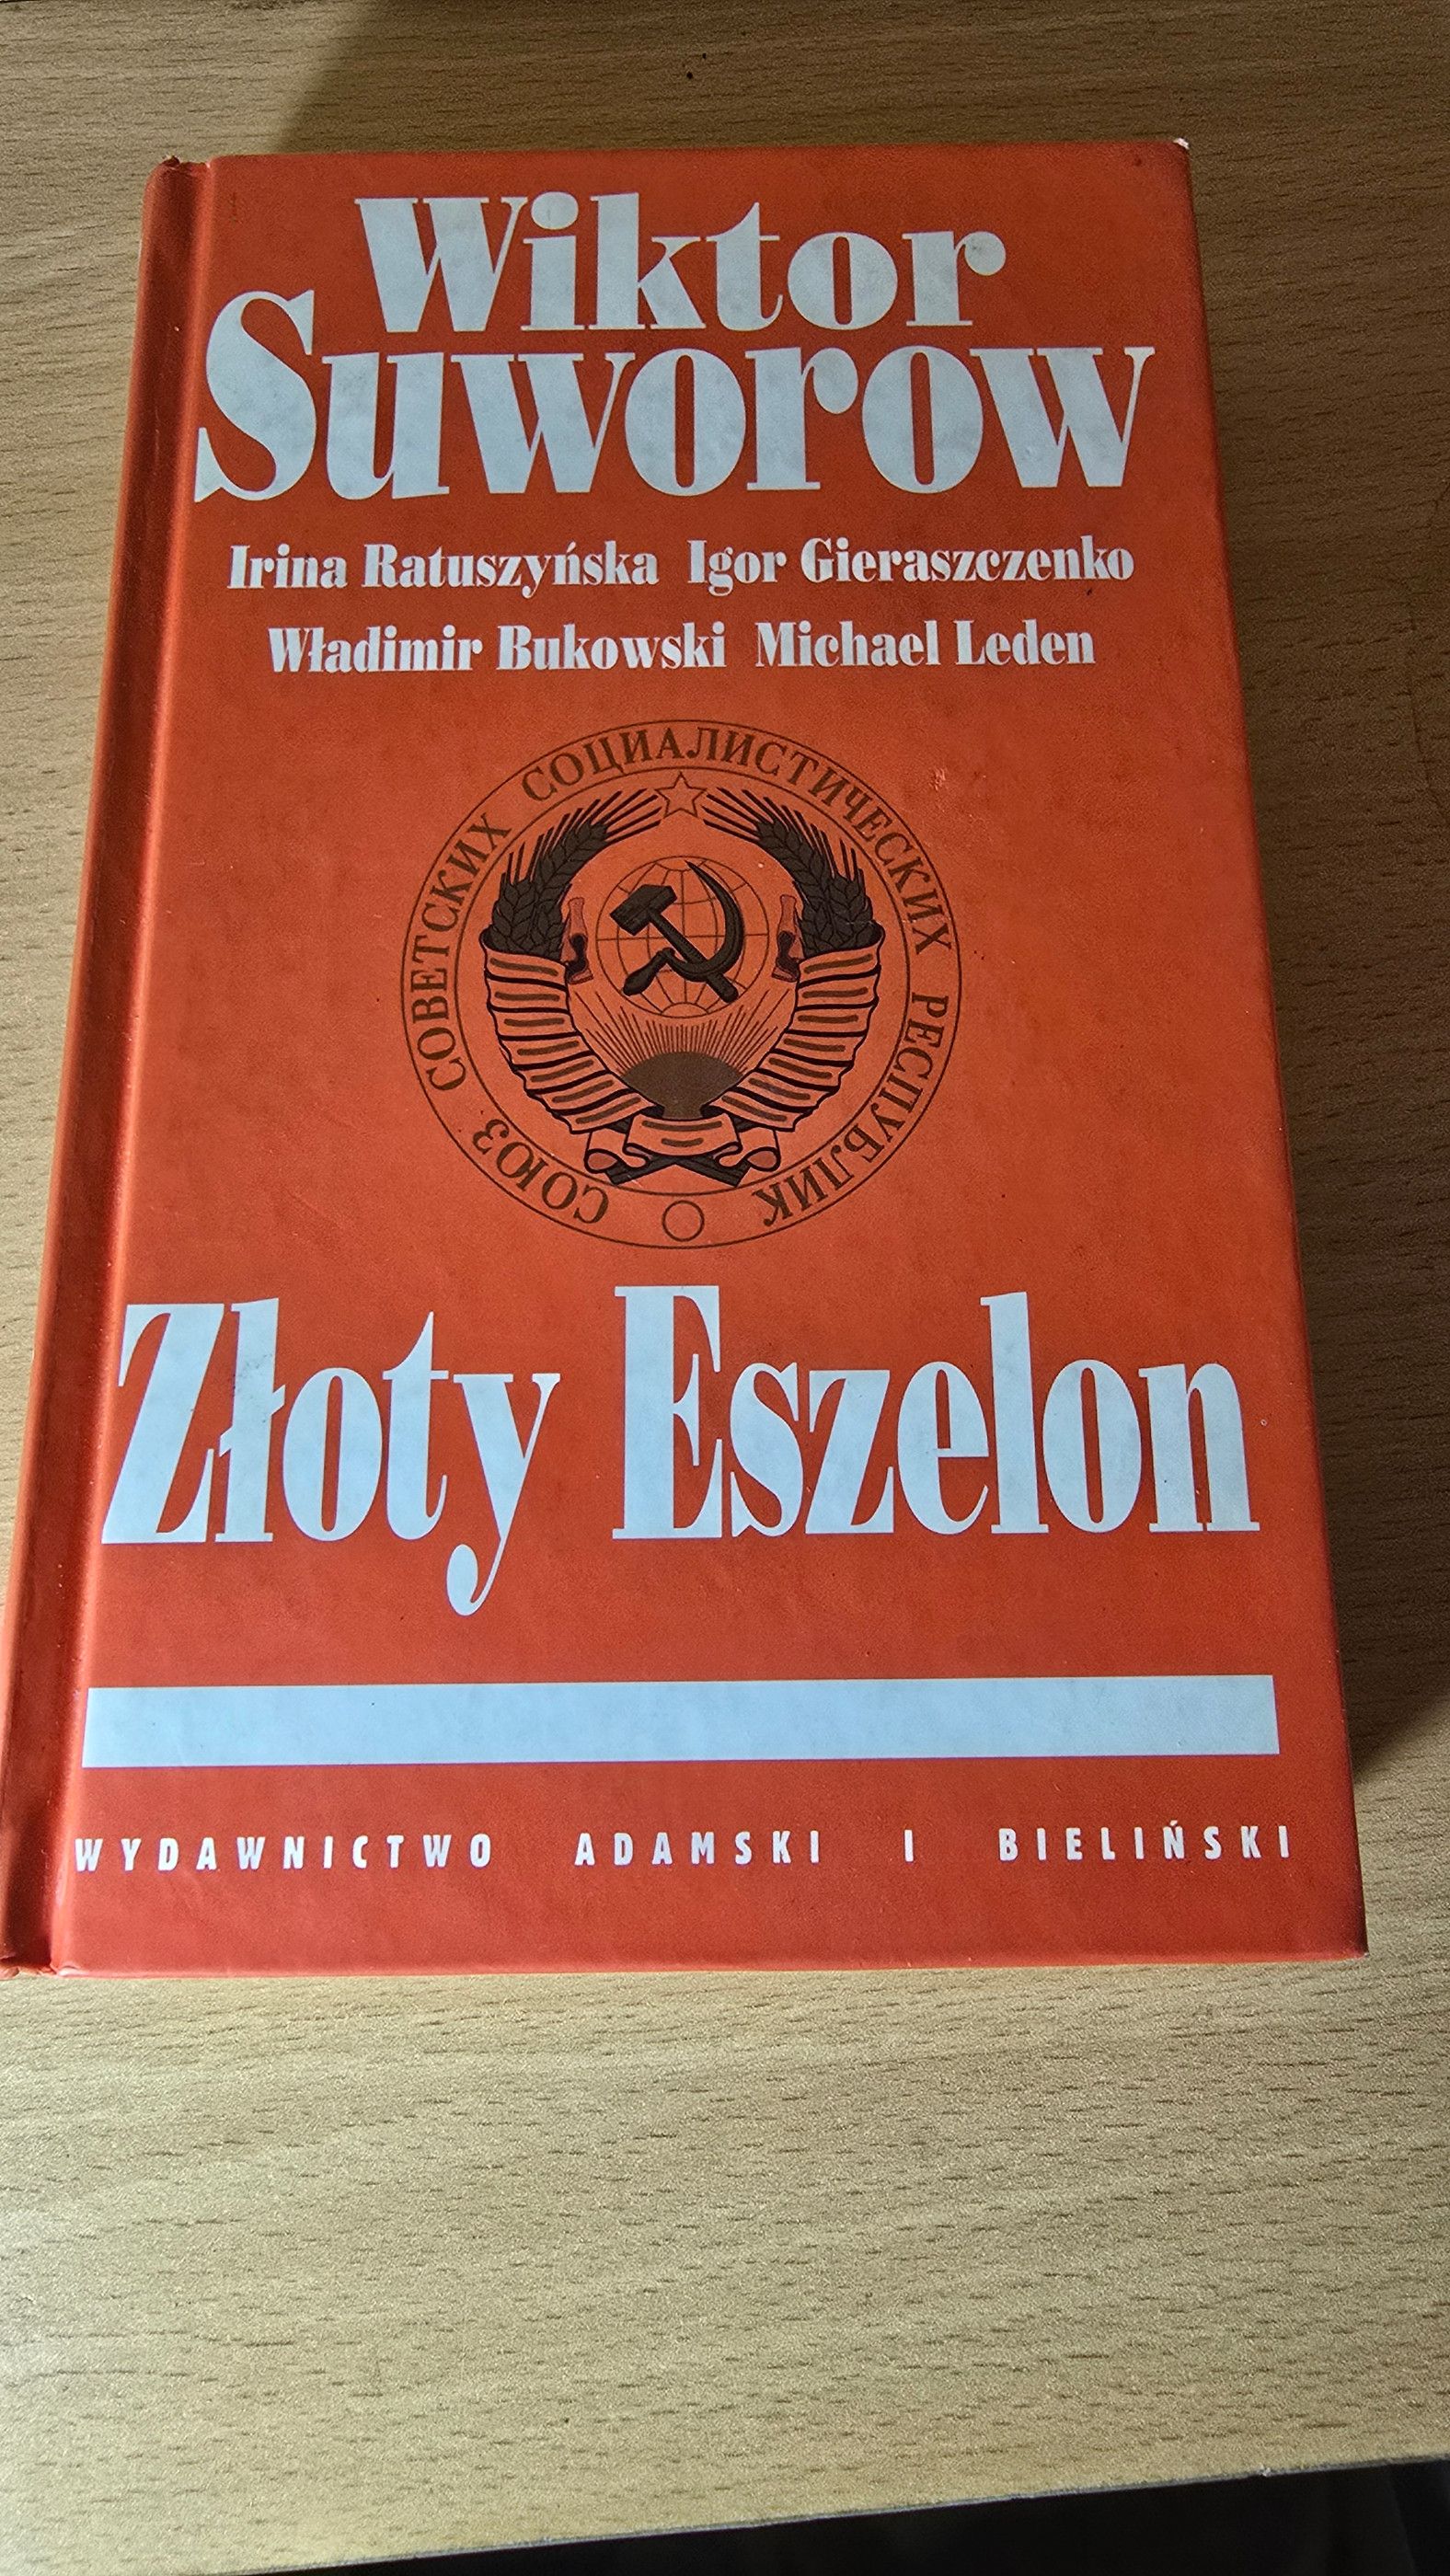 Wiktor
Suworow
Irina Ratuszyńska Igor Gieraszczenko
Władimir Bukowski Michael Leden
СОЮЗ СОВЕТСКИХ СОЦИАЛИСТИЧЕСКИХ РЕСПУБЛИК
Złoty Eszelon
WYDAWNICTWO ADAMSKI I BIELIŃSKI